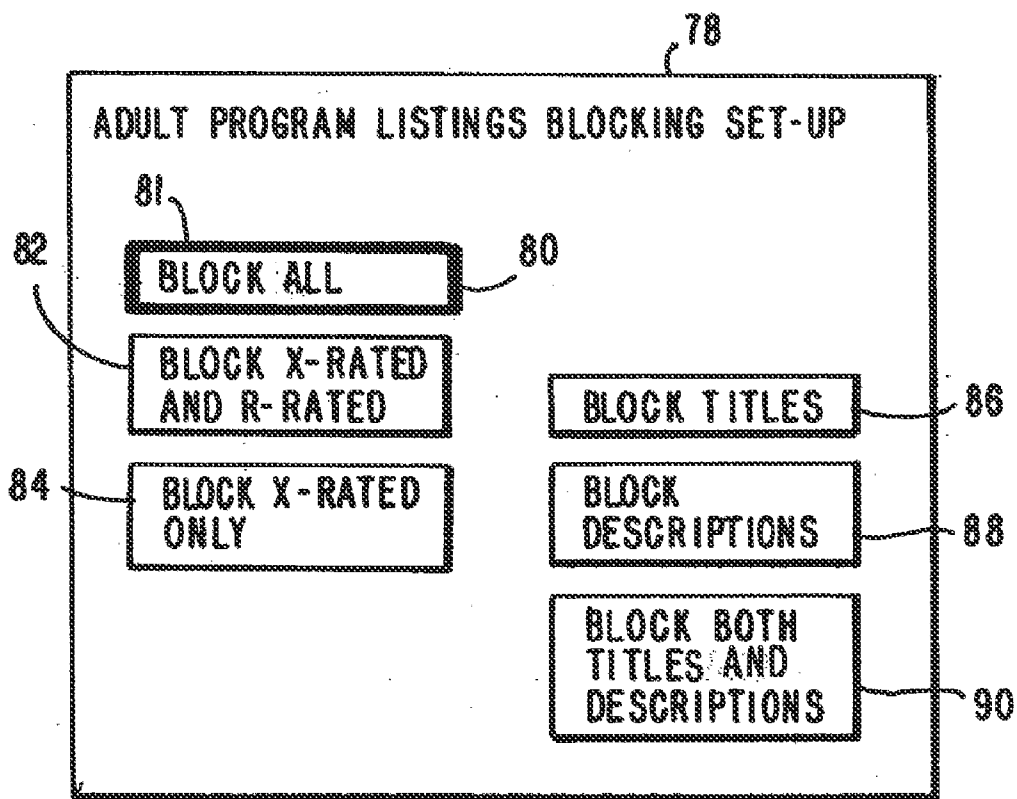 78
ADULT PROGRAM LISTINGS BLOCKING SET-UP
81
82
80
BLOCK ALL
BLOCK X-RATED
AND R-RATED
BLOCK TITLES
86
84
BLOCK X-RATED
ONLY
BLOCK
DESCRIPTIONS
88
BLOCK BOTH
TITLES AND
DESCRIPTIONS
90